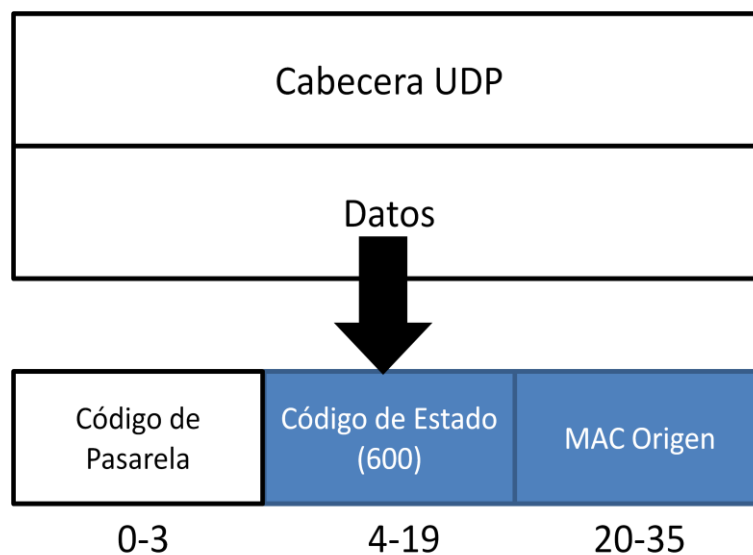 Cabecera UDP
Datos
Código de
Pasarela
Código de Estado
(600)
MAC Origen
0-3
4-19
20-35